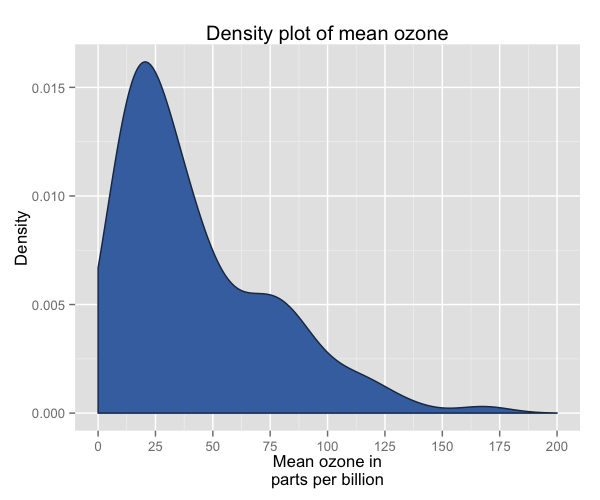 Density plot of mean ozone
0.015
0.010
0.005
0.000
Density
0 25 50 75 100 125 150 175 200
Mean ozone in
parts per billion